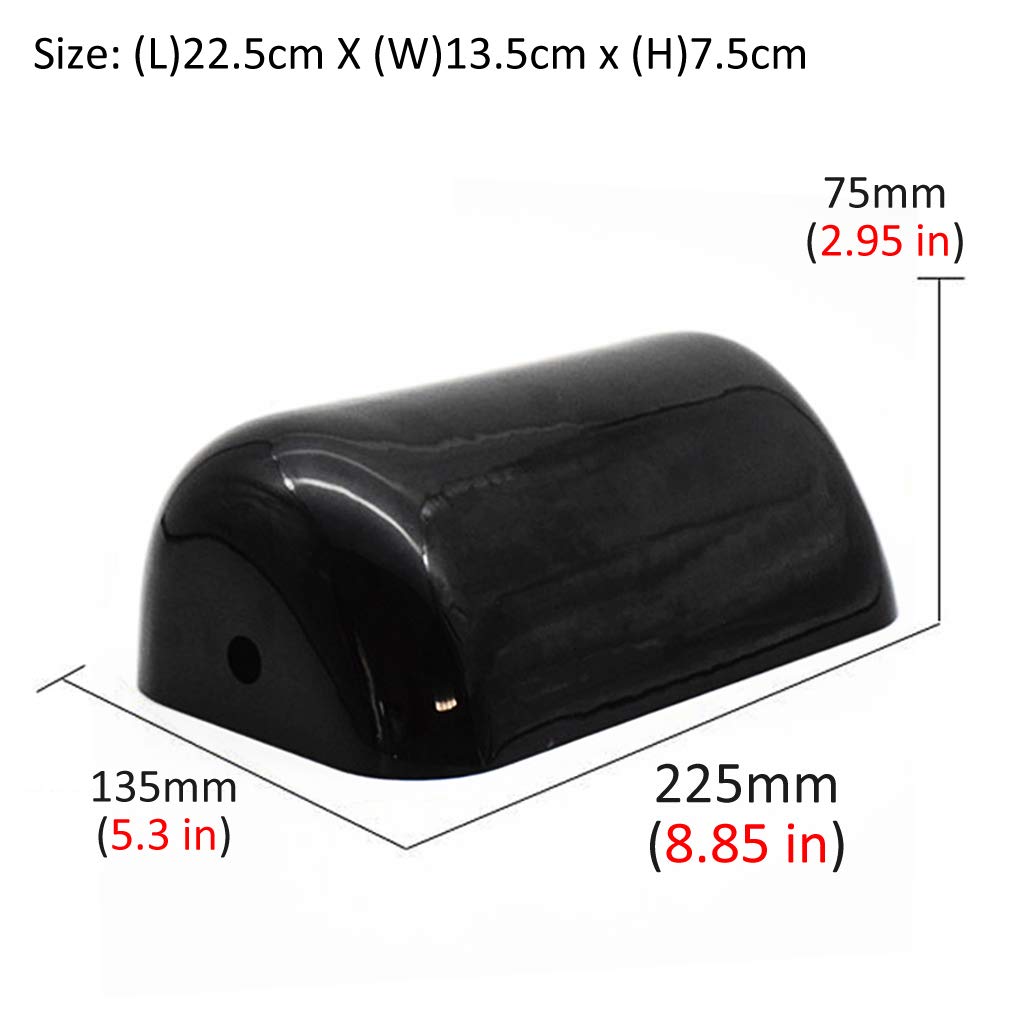 Size: (L)22.5cm X (W)13.5cm x (H)7.5cm
75mm
(2.95 in)
135mm
(5.3 in)
225mm
(8.85 in)